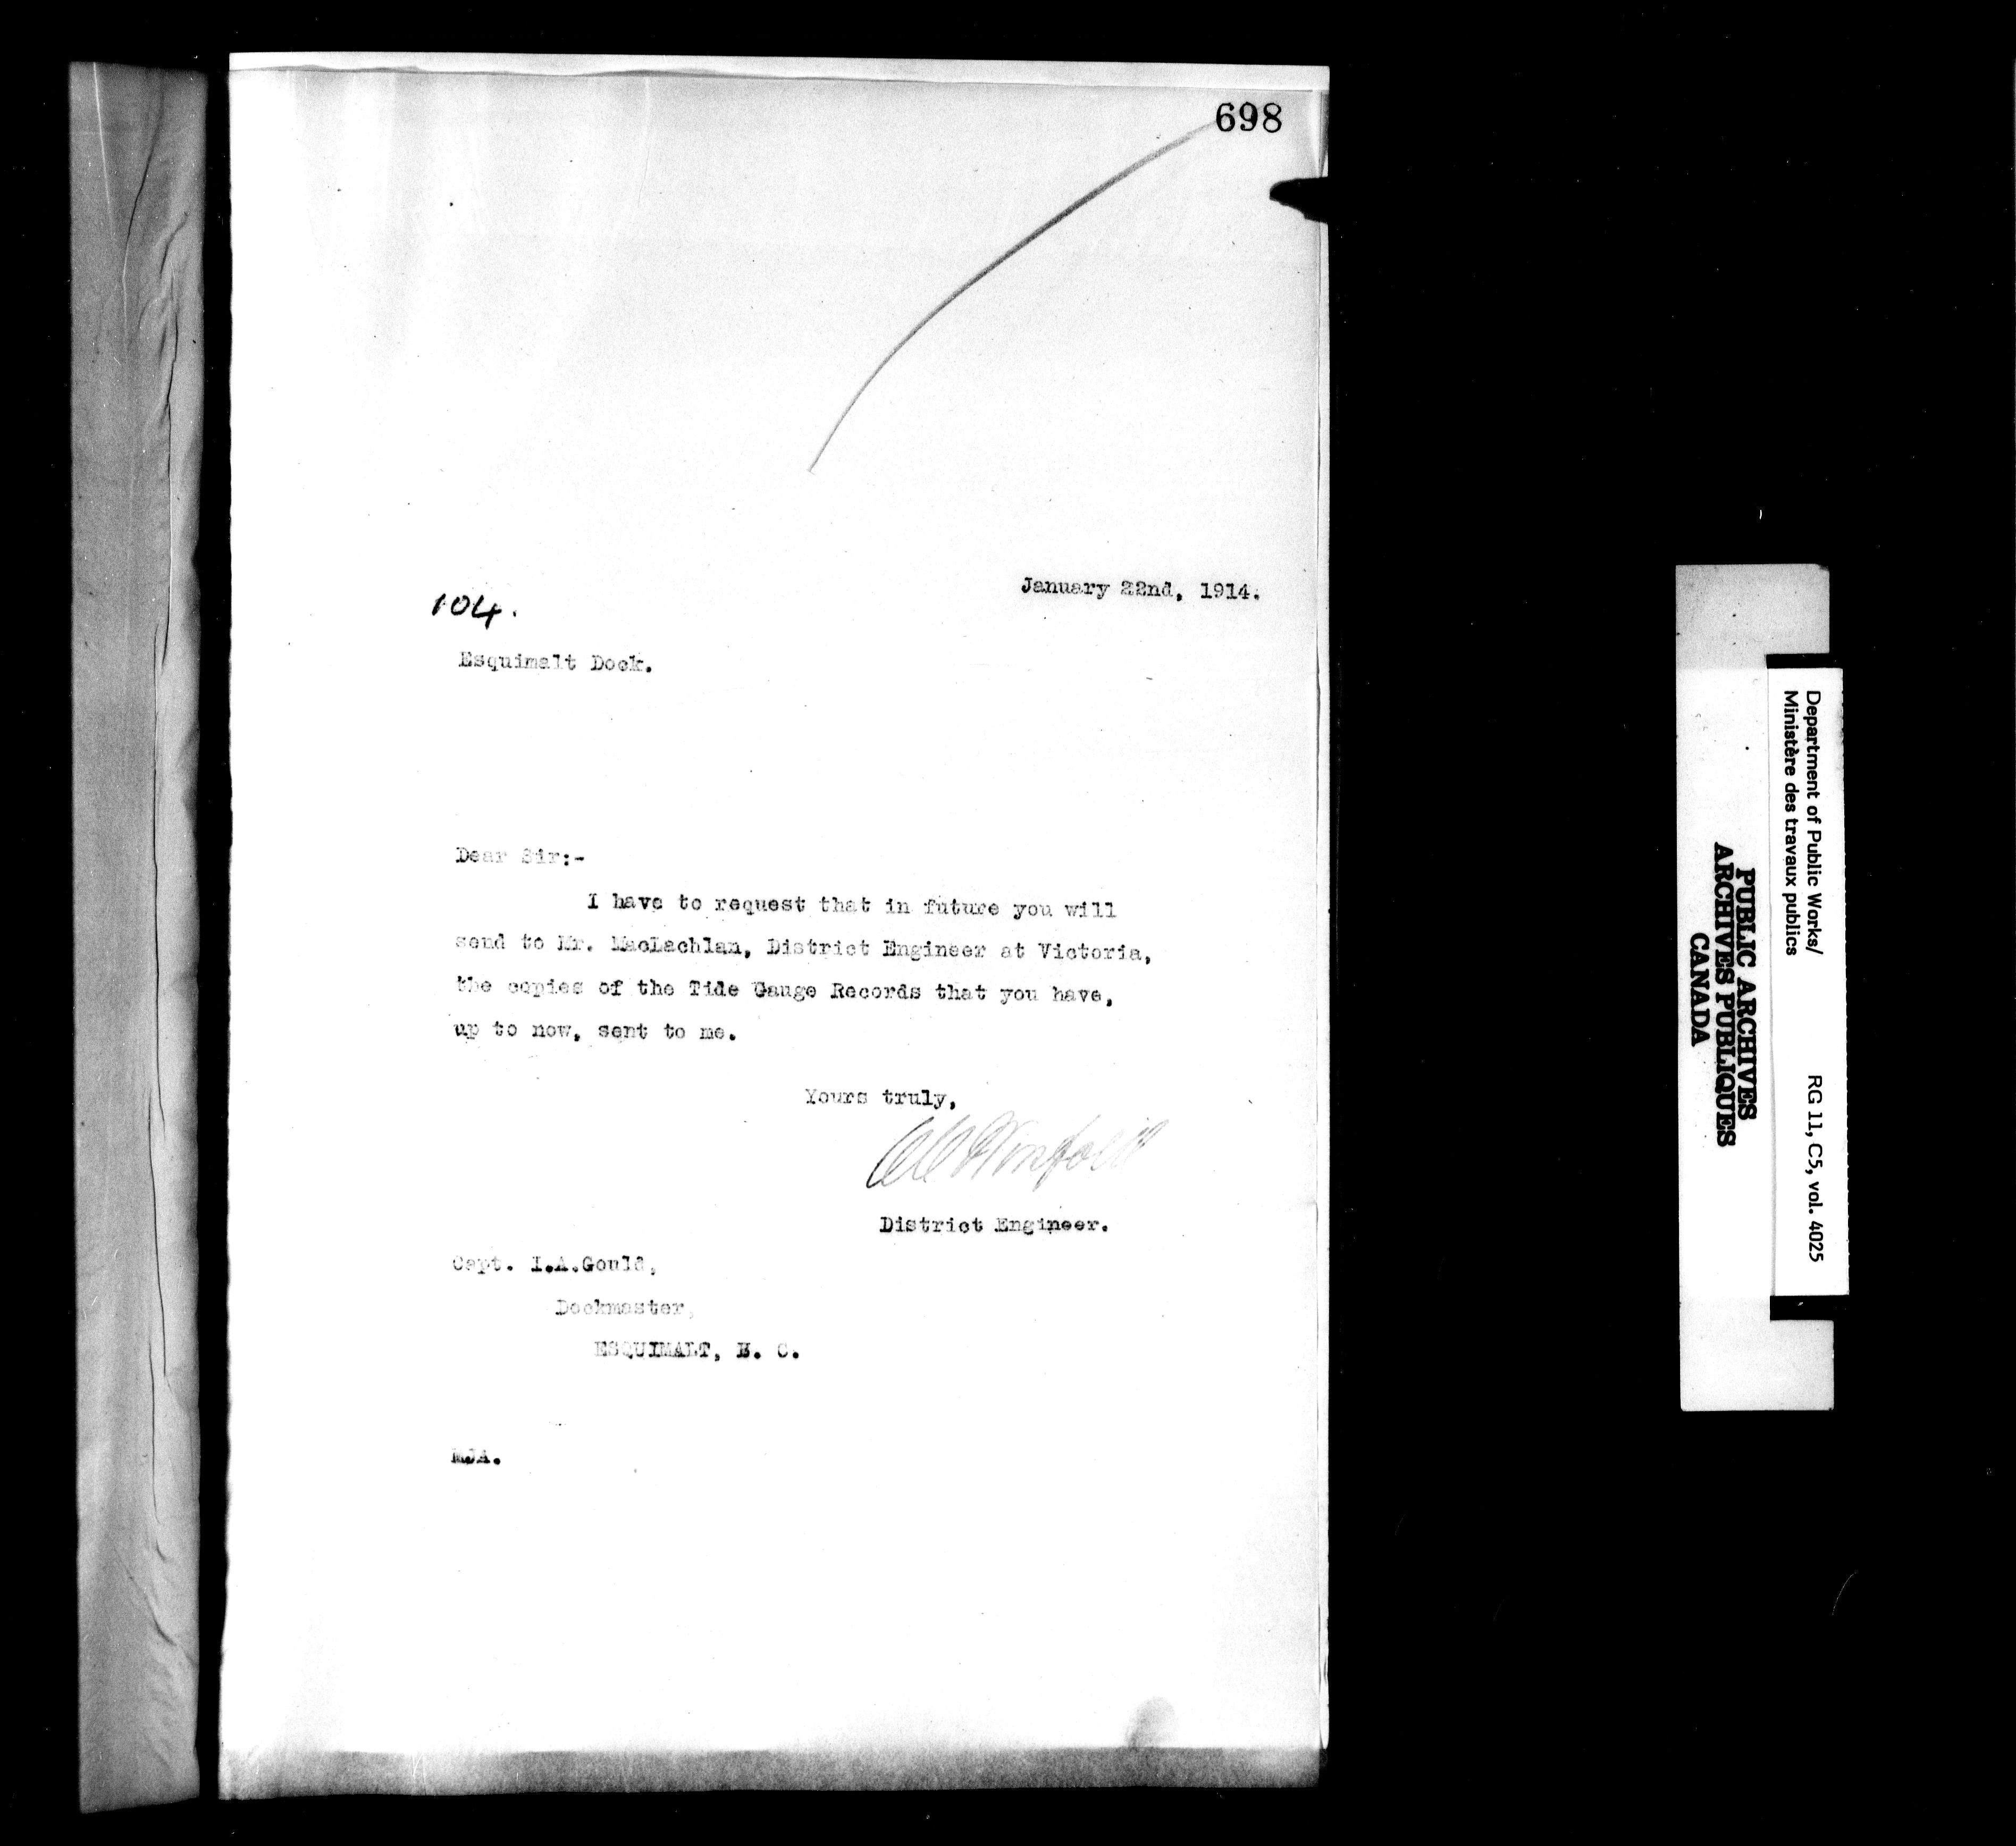 698
January 22nd, 1914.
104.
Esquimalt Dock.
Dear Sir:-
I have to request that in future you will
send to Mr. MacLachlan, District Engineer at Victoria,
the copies of the Tide Gauge Records that you have,
up to now, sent to me.
Yours truly,
District Engineer.
Capt. I.A.Gould,
Dockmaster,
ESQUIMALT, B. C.
MJA.
Department of Public Works/
Ministère des travaux publics
RG 11, C5, vol. 4025
PUBLIC ARCHIVES
ARCHIVES PUBLIQUES
CANADA